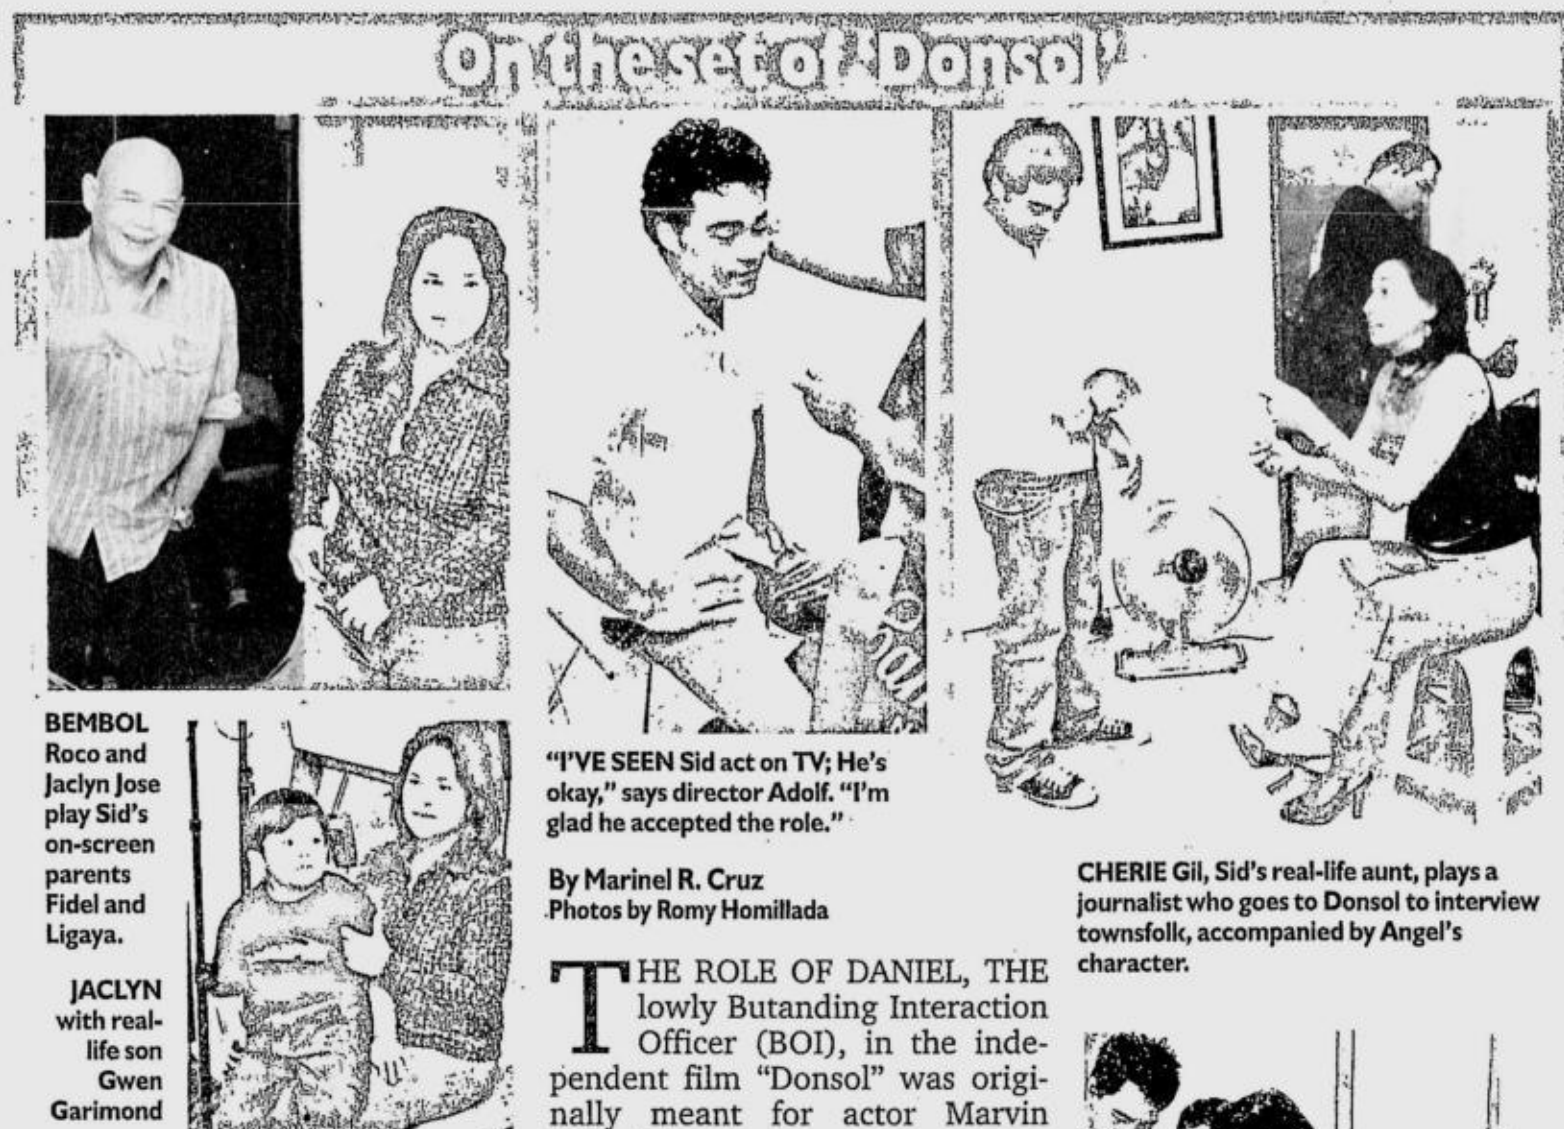 On the set of 'Donsol'
BEMBOL
Roco and
Jaclyn Jose
play Sid's
on-screen
parents
Fidel and
Ligaya.
JACLYN
with real-
life son
Gwen
Garimond
"I'VE SEEN Sid act on TV; He's
okay," says director Adolf. "I'm
glad he accepted the role."
By Marinel R. Cruz
Photos by Romy Homillada
THE ROLE OF DANIEL, THE
lowly Butanding Interaction
Officer (BOI), in the inde-
pendent film "Donsol" was origi-
nally meant for actor Marvin
CHERIE Gil, Sid's real-life aunt, plays a
journalist who goes to Donsol to interview
townsfolk, accompanied by Angel's
character.